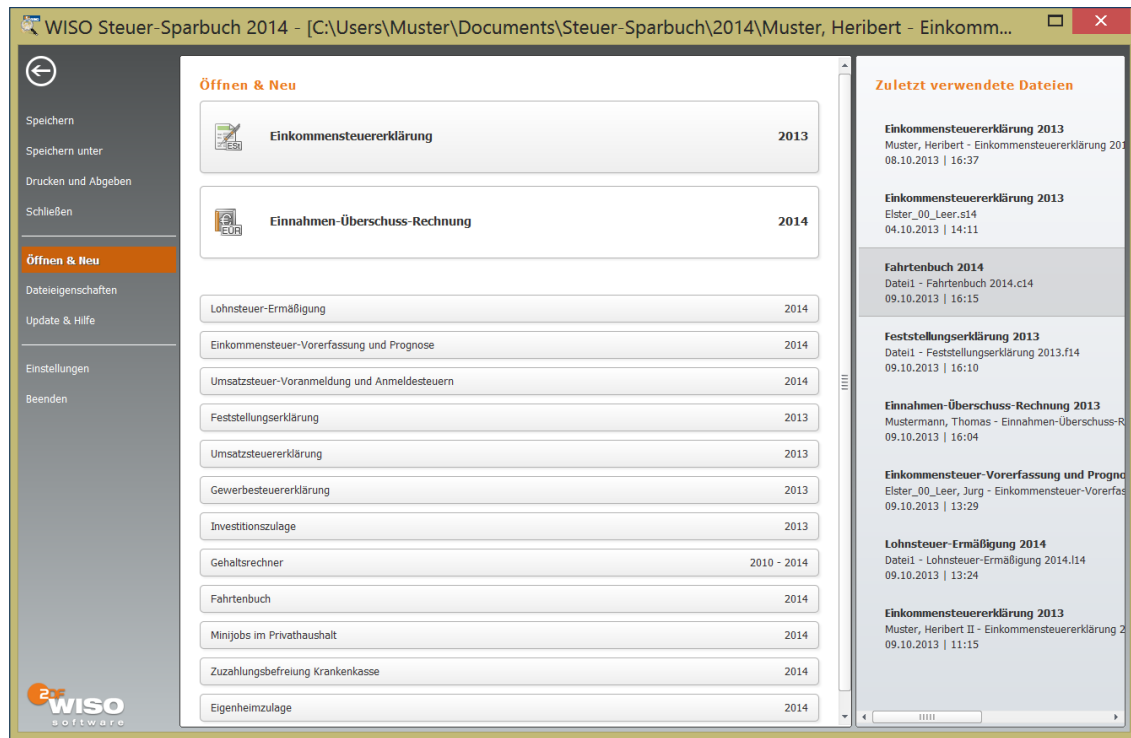 WISO Steuer-Sparbuch 2014 - [C:\Users\Muster\Documents\Steuer-Sparbuch\2014\Muster, Heribert - Einkomm...
Speichern
Speichern unter
Drucken und Abgeben
Schließen
Öffnen & Neu
Dateieigenschaften
Update & Hilfe
Einstellungen
Beenden
ZDF
WISO
software
Öffnen & Neu
ESt
Einkommensteuererklärung 2013
EÜR
Einnahmen-Überschuss-Rechnung 2014
Lohnsteuer-Ermäßigung 2014
Einkommensteuer-Vorerfassung und Prognose 2014
Umsatzsteuer-Voranmeldung und Anmeldesteuern 2014
Feststellungserklärung 2013
Umsatzsteuererklärung 2013
Gewerbesteuererklärung 2013
Investitionszulage 2013
Gehaltsrechner 2010 - 2014
Fahrtenbuch 2014
Minijobs im Privathaushalt 2014
Zuzahlungsbefreiung Krankenkasse 2014
Eigenheimzulage 2014
Zuletzt verwendete Dateien
Einkommensteuererklärung 2013
Muster, Heribert - Einkommensteuererklärung 201
08.10.2013 | 16:37
Einkommensteuererklärung 2013
Elster_00_Leer.s14
04.10.2013 | 14:11
Fahrtenbuch 2014
Datei1 - Fahrtenbuch 2014.c14
09.10.2013 | 16:15
Feststellungserklärung 2013
Datei1 - Feststellungserklärung 2013.f14
09.10.2013 | 16:10
Einnahmen-Überschuss-Rechnung 2013
Mustermann, Thomas - Einnahmen-Überschuss-R
09.10.2013 | 16:04
Einkommensteuer-Vorerfassung und Progno
Elster_00_Leer, Jurg - Einkommensteuer-Vorerfas
09.10.2013 | 13:29
Lohnsteuer-Ermäßigung 2014
Datei1 - Lohnsteuer-Ermäßigung 2014.l14
09.10.2013 | 13:24
Einkommensteuererklärung 2013
Muster, Heribert II - Einkommensteuererklärung 2
09.10.2013 | 11:15